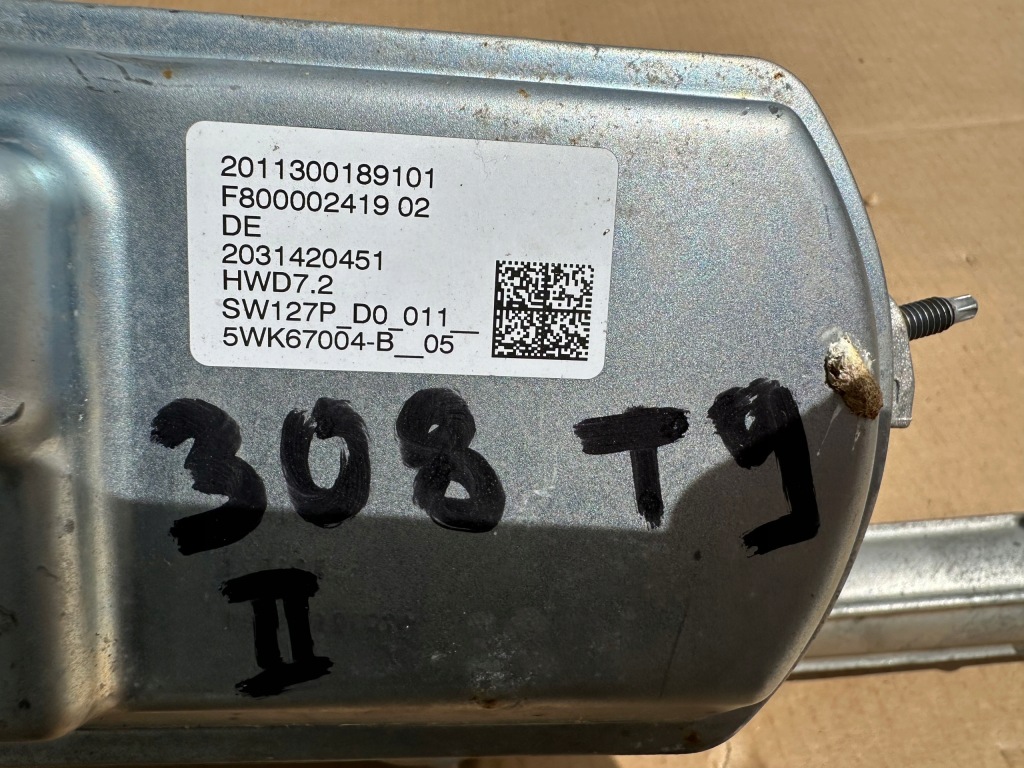 2011300189101
F800002419 02
DE
2031420451
HWD7.2
SW127P_D0_011__
5WK67004-B__05
308 T9
II